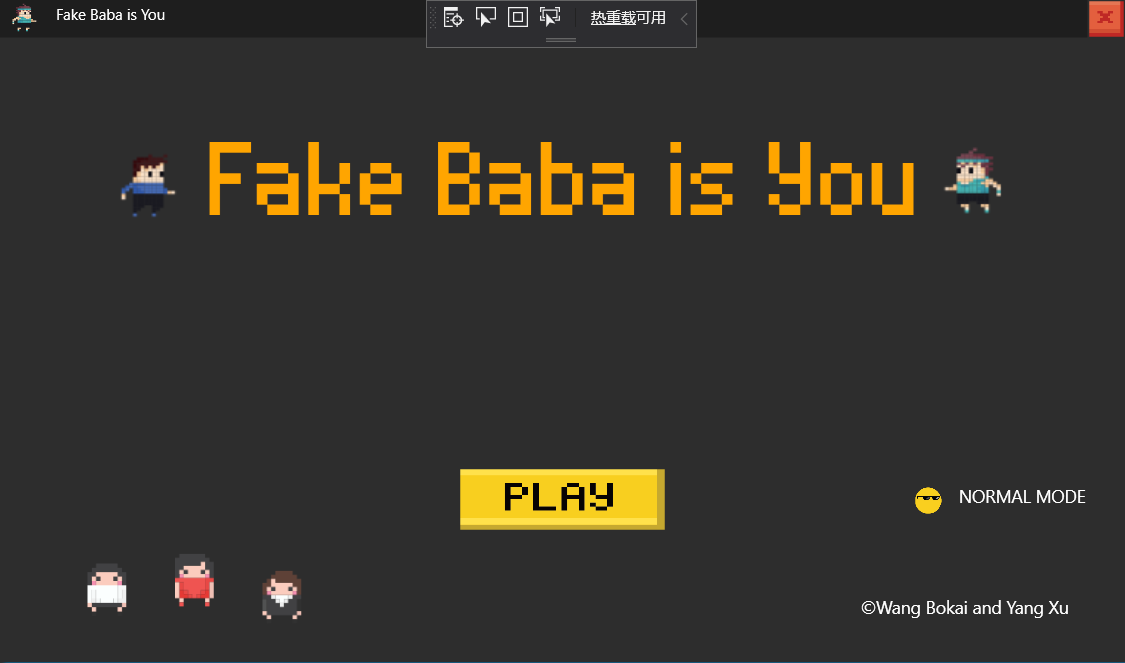 Fake Baba is You
热重载可用
Fake Baba is You
PLAY
NORMAL MODE
©Wang Bokai and Yang Xu